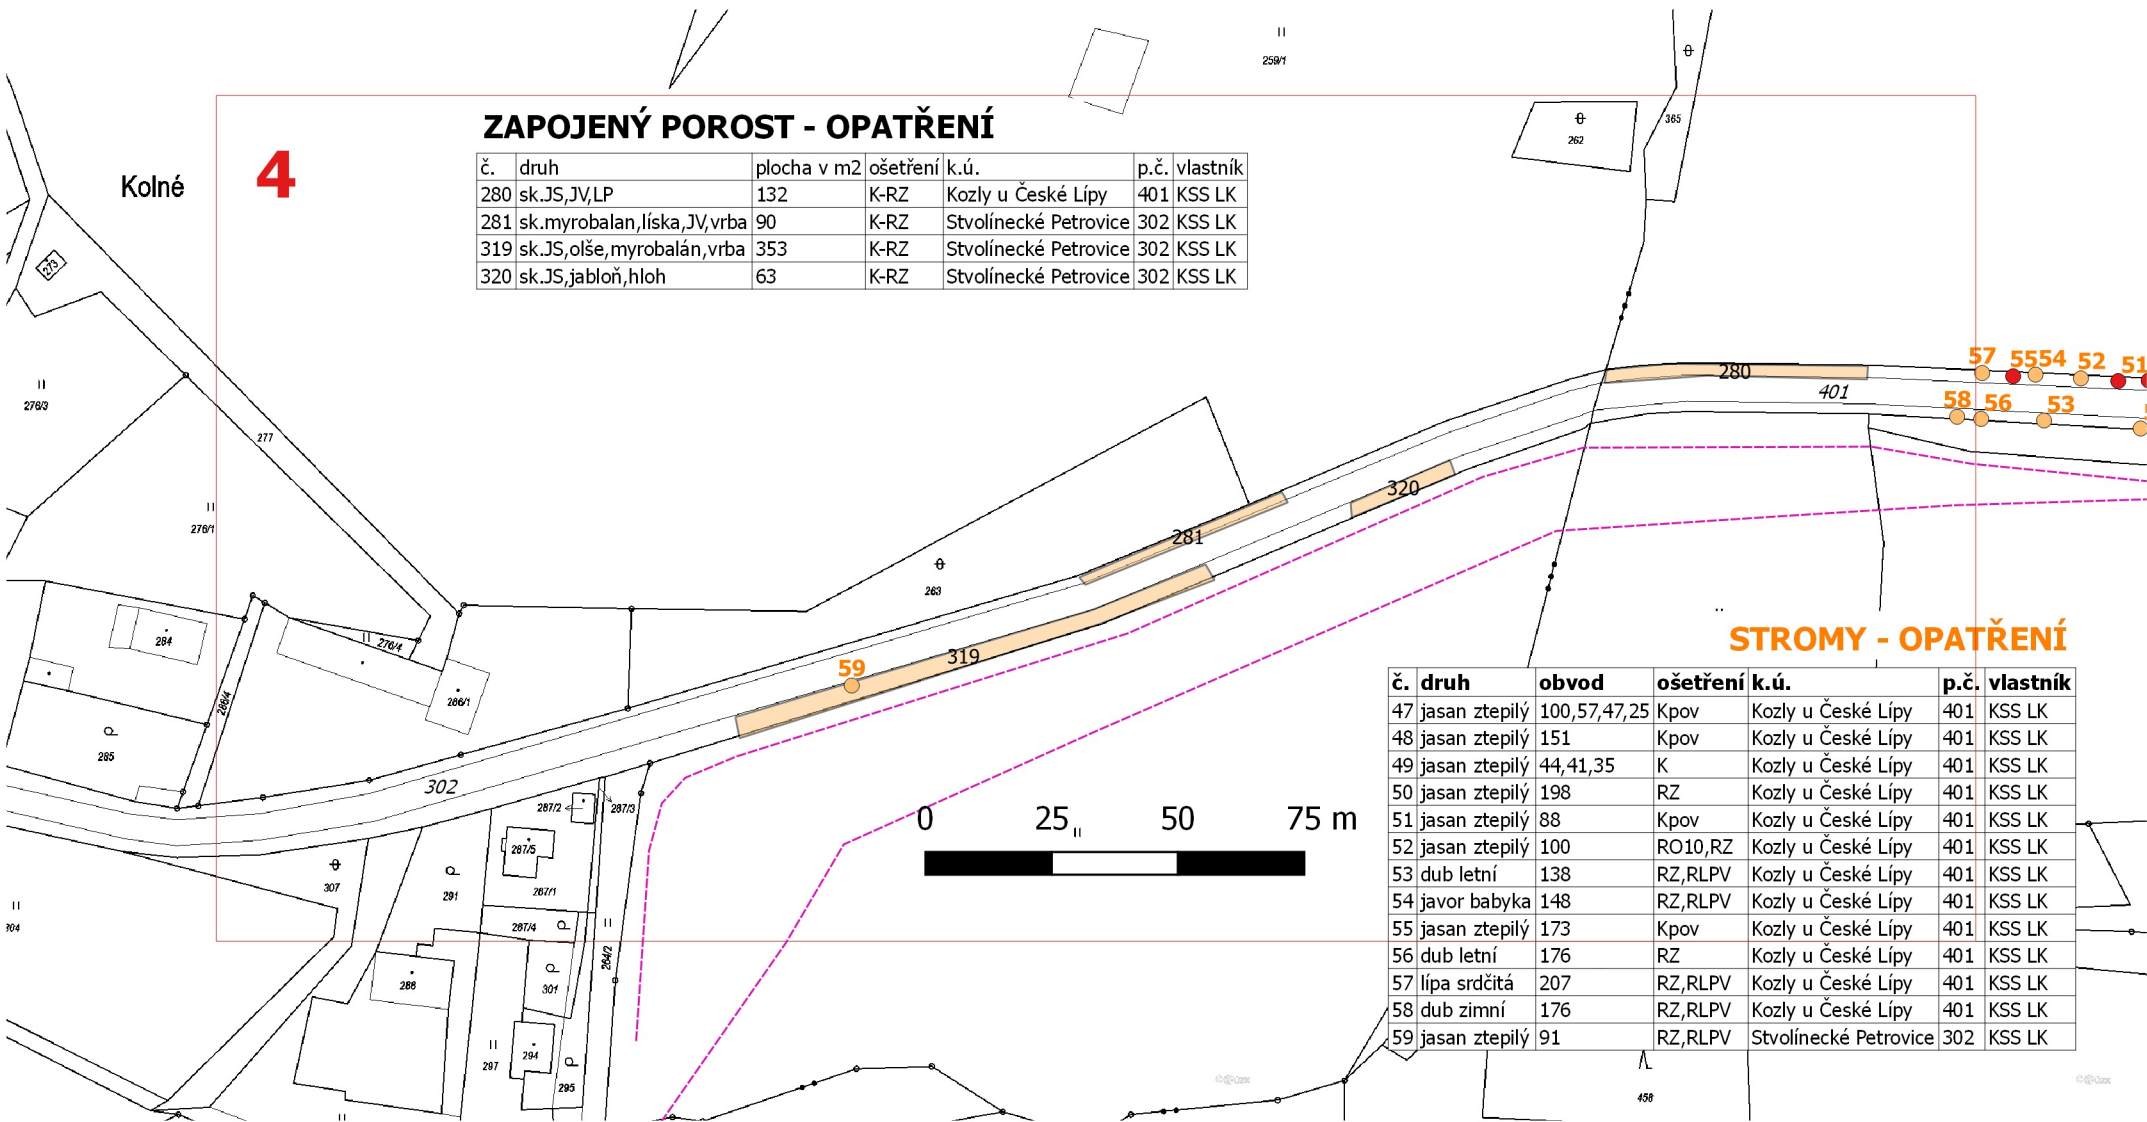 259/1
262
365
Kolné
4
ZAPOJENÝ POROST - OPATŘENÍ
č. druh plocha v m2 ošetření k.ú. p.č. vlastník
280 sk.JS,JV,LP 132 K-RZ Kozly u České Lípy 401 KSS LK
281 sk.myrobalan,líska,JV,vrba 90 K-RZ Stvolínecké Petrovice 302 KSS LK
319 sk.JS,olše,myrobalán,vrba 353 K-RZ Stvolínecké Petrovice 302 KSS LK
320 sk.JS,jabloň,hloh 63 K-RZ Stvolínecké Petrovice 302 KSS LK
273
276/3
277
276/1
280
401
57 55 54 52 51
58 56 53
320
281
263
319
59
284
276/4
286/4
286/1
285
302
287/2
287/3
287/5
287/1
287/4
307
291
304
288
301
264/2
297
294
295
0 25 50 75 m
STROMY - OPATŘENÍ
č. druh obvod ošetření k.ú. p.č. vlastník
47 jasan ztepilý 100,57,47,25 Kpov Kozly u České Lípy 401 KSS LK
48 jasan ztepilý 151 Kpov Kozly u České Lípy 401 KSS LK
49 jasan ztepilý 44,41,35 K Kozly u České Lípy 401 KSS LK
50 jasan ztepilý 198 RZ Kozly u České Lípy 401 KSS LK
51 jasan ztepilý 88 Kpov Kozly u České Lípy 401 KSS LK
52 jasan ztepilý 100 RO10,RZ Kozly u České Lípy 401 KSS LK
53 dub letní 138 RZ,RLPV Kozly u České Lípy 401 KSS LK
54 javor babyka 148 RZ,RLPV Kozly u České Lípy 401 KSS LK
55 jasan ztepilý 173 Kpov Kozly u České Lípy 401 KSS LK
56 dub letní 176 RZ Kozly u České Lípy 401 KSS LK
57 lípa srdčitá 207 RZ,RLPV Kozly u České Lípy 401 KSS LK
58 dub zimní 176 RZ,RLPV Kozly u České Lípy 401 KSS LK
59 jasan ztepilý 91 RZ,RLPV Stvolínecké Petrovice 302 KSS LK
458